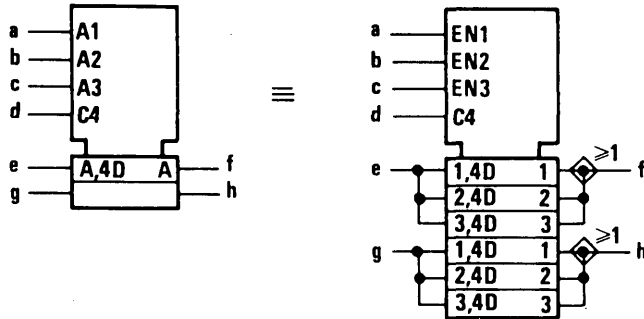 a A1
b A2
c A3
d C4
e A,4D A f
g h
≡
a EN1
b EN2
c EN3
d C4
e 1,4D 1 ≥1 f
2,4D 2
3,4D 3
g 1,4D 1 ≥1 h
2,4D 2
3,4D 3